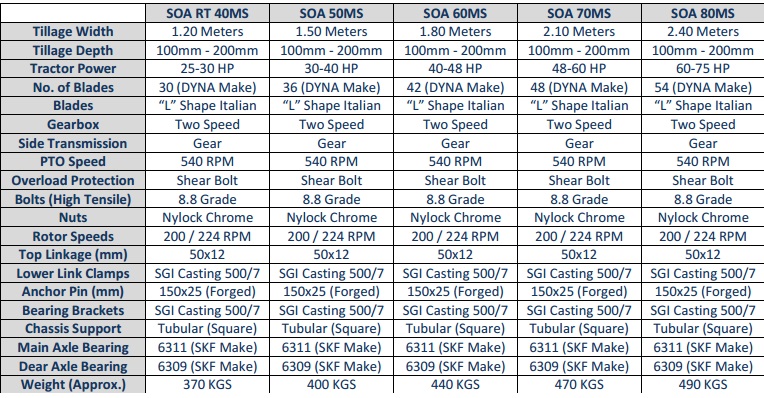 SOA RT 40MS SOA 50MS SOA 60MS SOA 70MS SOA 80MS
Tillage Width 1.20 Meters 1.50 Meters 1.80 Meters 2.10 Meters 2.40 Meters
Tillage Depth 100mm - 200mm 100mm - 200mm 100mm - 200mm 100mm - 200mm 100mm - 200mm
Tractor Power 25-30 HP 30-40 HP 40-48 HP 48-60 HP 60-75 HP
No. of Blades 30 (DYNA Make) 36 (DYNA Make) 42 (DYNA Make) 48 (DYNA Make) 54 (DYNA Make)
Blades “L” Shape Italian “L” Shape Italian “L” Shape Italian “L” Shape Italian “L” Shape Italian
Gearbox Two Speed Two Speed Two Speed Two Speed Two Speed
Side Transmission Gear Gear Gear Gear Gear
PTO Speed 540 RPM 540 RPM 540 RPM 540 RPM 540 RPM
Overload Protection Shear Bolt Shear Bolt Shear Bolt Shear Bolt Shear Bolt
Bolts (High Tensile) 8.8 Grade 8.8 Grade 8.8 Grade 8.8 Grade 8.8 Grade
Nuts Nylock Chrome Nylock Chrome Nylock Chrome Nylock Chrome Nylock Chrome
Rotor Speeds 200 / 224 RPM 200 / 224 RPM 200 / 224 RPM 200 / 224 RPM 200 / 224 RPM
Top Linkage (mm) 50x12 50x12 50x12 50x12 50x12
Lower Link Clamps SGI Casting 500/7 SGI Casting 500/7 SGI Casting 500/7 SGI Casting 500/7 SGI Casting 500/7
Anchor Pin (mm) 150x25 (Forged) 150x25 (Forged) 150x25 (Forged) 150x25 (Forged) 150x25 (Forged)
Bearing Brackets SGI Casting 500/7 SGI Casting 500/7 SGI Casting 500/7 SGI Casting 500/7 SGI Casting 500/7
Chassis Support Tubular (Square) Tubular (Square) Tubular (Square) Tubular (Square) Tubular (Square)
Main Axle Bearing 6311 (SKF Make) 6311 (SKF Make) 6311 (SKF Make) 6311 (SKF Make) 6311 (SKF Make)
Dear Axle Bearing 6309 (SKF Make) 6309 (SKF Make) 6309 (SKF Make) 6309 (SKF Make) 6309 (SKF Make)
Weight (Approx.) 370 KGS 400 KGS 440 KGS 470 KGS 490 KGS